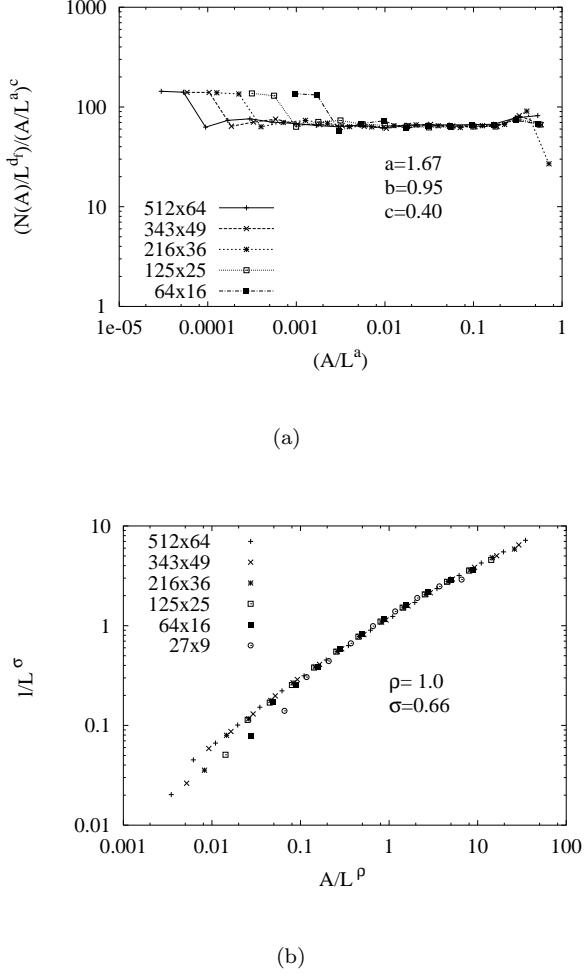 1000
100
10
1
1e-05 0.0001 0.001 0.01 0.1 1
(N(A)/L^df)/(A/L^a)^c
(A/L^a)
a=1.67
b=0.95
c=0.40
512x64
343x49
216x36
125x25
64x16
(a)
10
1
0.1
0.01
0.001 0.01 0.1 1 10 100
l/L^σ
A/L^ρ
512x64
343x49
216x36
125x25
64x16
27x9
ρ= 1.0
σ=0.66
(b)